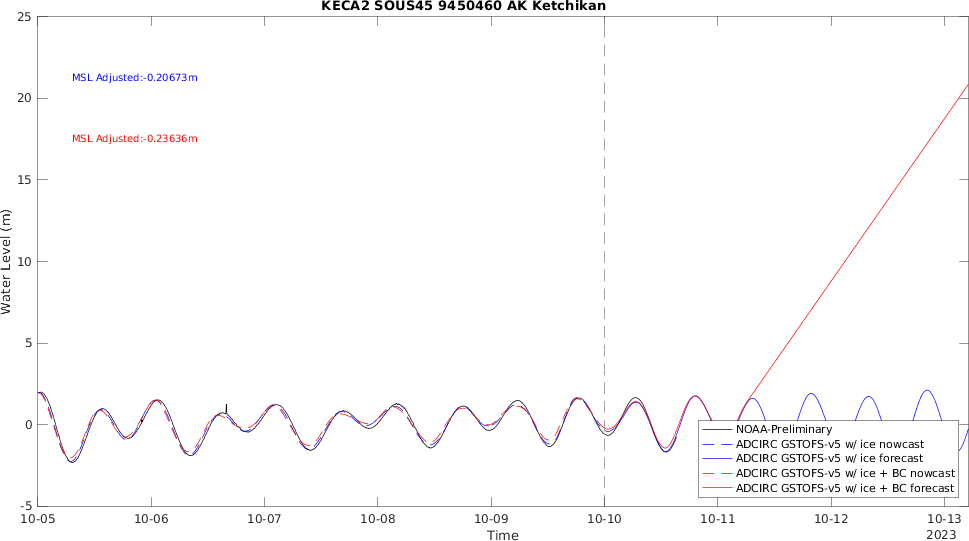 KECA2 SOUS45 9450460 AK Ketchikan
25
20
15
10
5
0
-5
Water Level (m)
MSL Adjusted:-0.20673m
MSL Adjusted:-0.23636m
NOAA-Preliminary
ADCIRC GSTOFS-v5 w/ ice nowcast
ADCIRC GSTOFS-v5 w/ ice forecast
ADCIRC GSTOFS-v5 w/ ice + BC nowcast
ADCIRC GSTOFS-v5 w/ ice + BC forecast
10-05 10-06 10-07 10-08 10-09 10-10 10-11 10-12 10-13
Time
2023